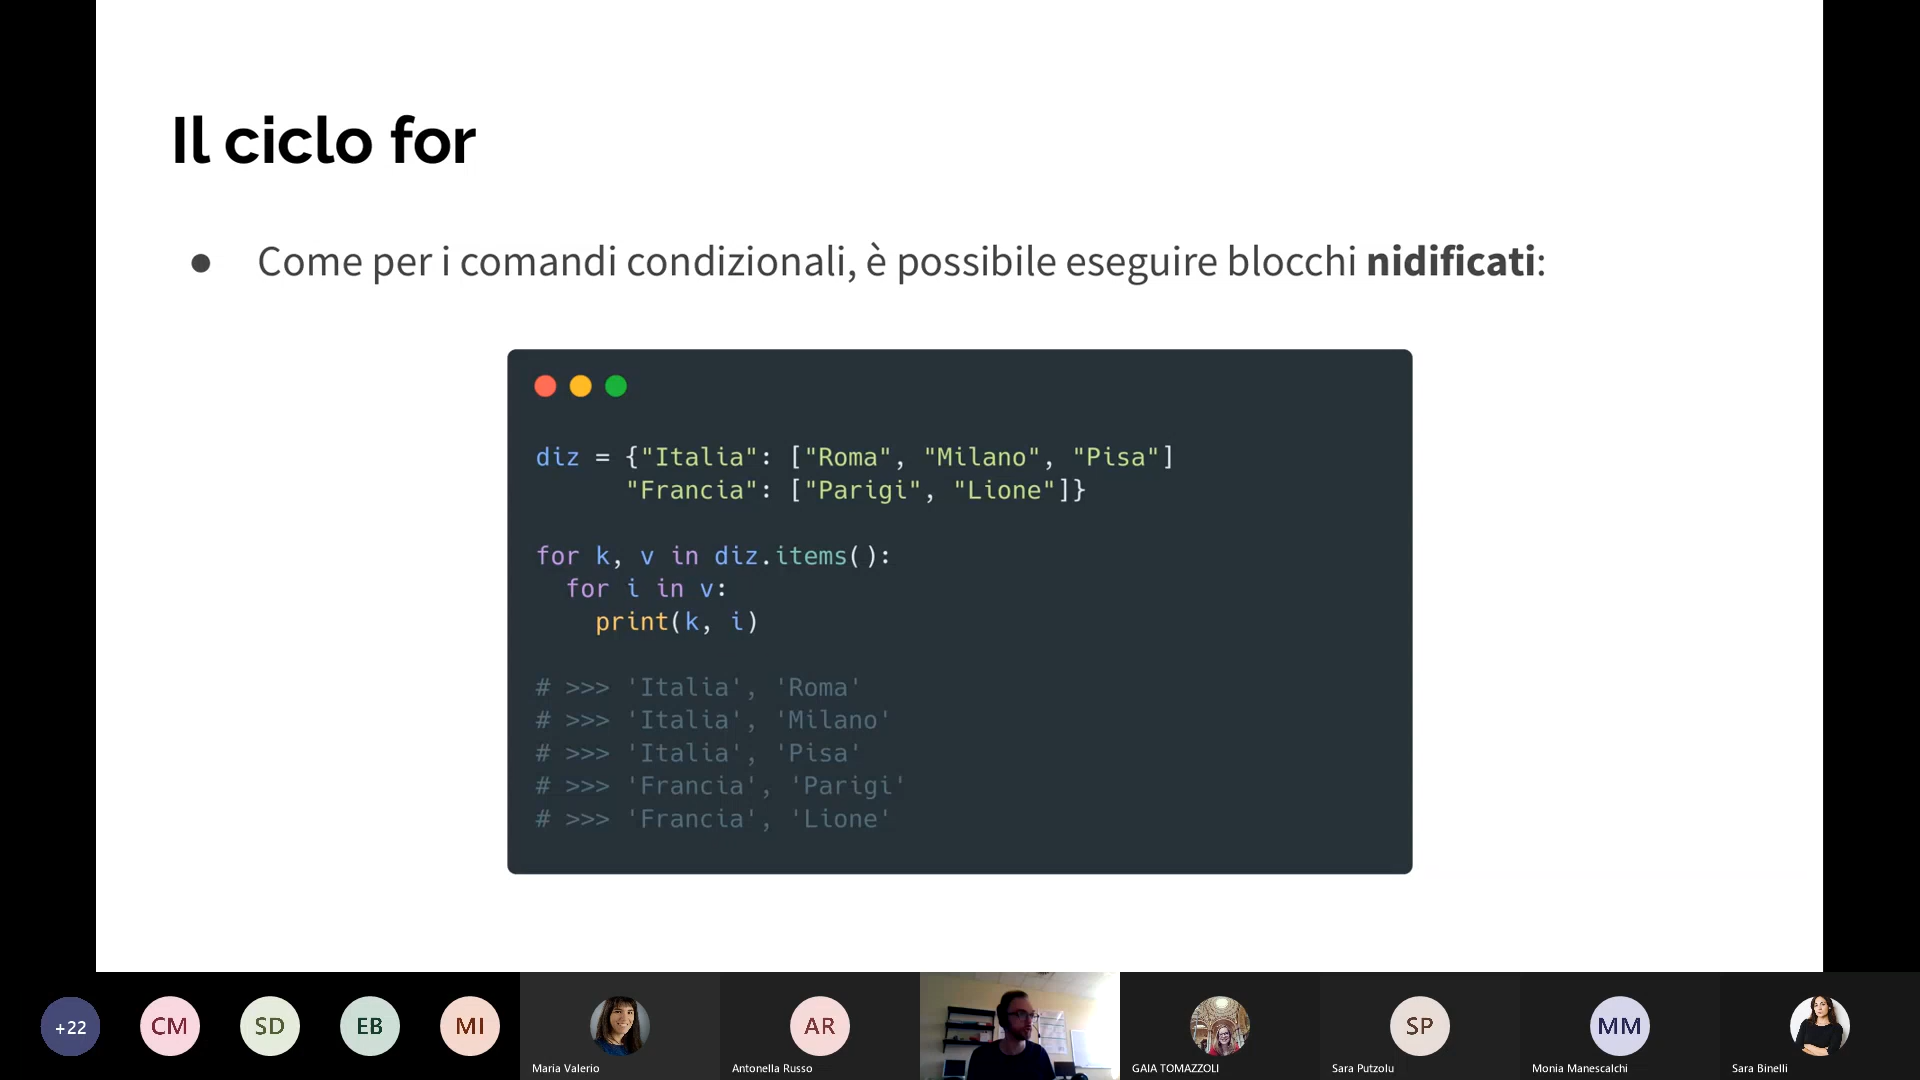 Il ciclo for
● Come per i comandi condizionali, è possibile eseguire blocchi nidificati:
diz = {"Italia": ["Roma", "Milano", "Pisa"]
      "Francia": ["Parigi", "Lione"]}
for k, v in diz.items():
  for i in v:
    print(k, i)
# >>> 'Italia', 'Roma'
# >>> 'Italia', 'Milano'
# >>> 'Italia', 'Pisa'
# >>> 'Francia', 'Parigi'
# >>> 'Francia', 'Lione'
+22 CM SD EB MI AR SP MM
Maria Valerio Antonella Russo GAIA TOMAZZOLI Sara Putzolu Monia Manescalchi Sara Binelli